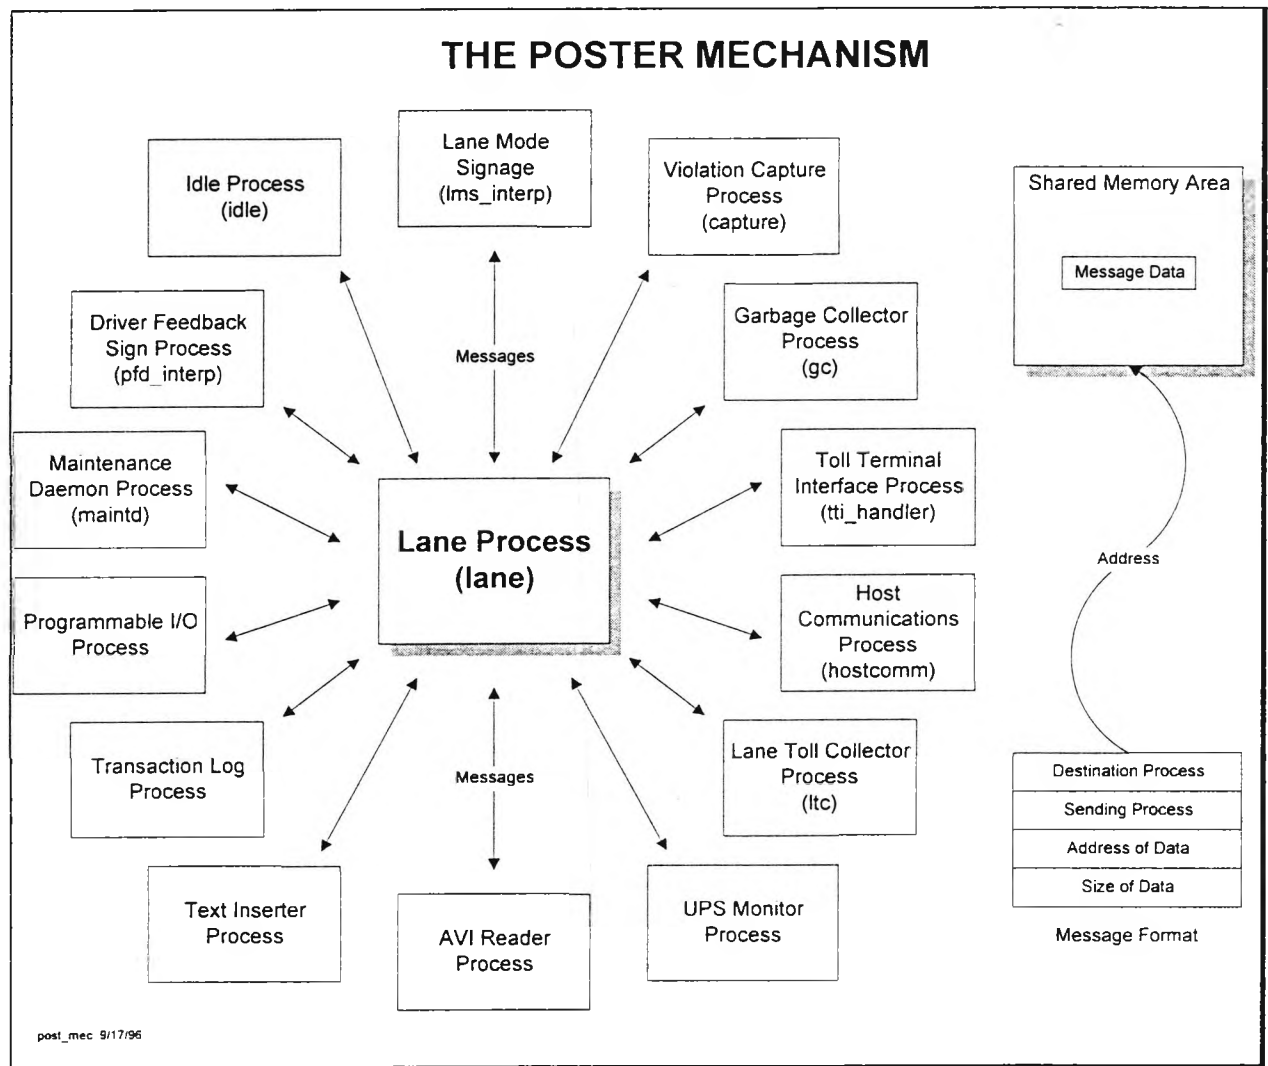 THE POSTER MECHANISM
Lane Mode
Signage
(lms_interp)
Idle Process
(idle)
Violation Capture
Process
(capture)
Shared Memory Area
Message Data
Driver Feedback
Sign Process
(pfd_interp)
Messages
Garbage Collector
Process
(gc)
Maintenance
Daemon Process
(maintd)
Toll Terminal
Interface Process
(tti_handler)
Lane Process
(lane)
Address
Programmable I/O
Process
Host
Communications
Process
(hostcomm)
Transaction Log
Process
Messages
Lane Toll Collector
Process
(ltc)
Destination Process
Sending Process
Address of Data
Size of Data
Message Format
Text Inserter
Process
AVI Reader
Process
UPS Monitor
Process
post_mec 9/17/96